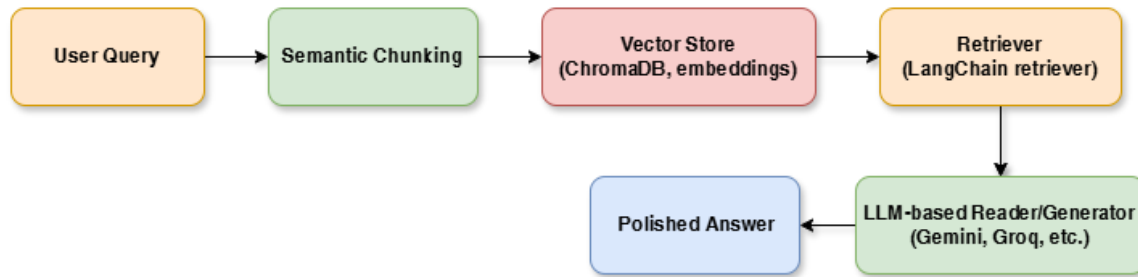 User Query
Semantic Chunking
Vector Store
(ChromaDB, embeddings)
Retriever
(LangChain retriever)
LLM-based Reader/Generator
(Gemini, Groq, etc.)
Polished Answer